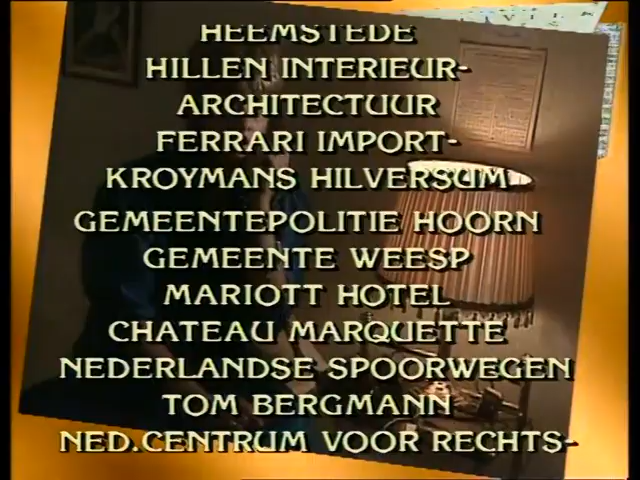 HEEMSTEDE
HILLEN INTERIEUR-
ARCHITECTUUR
FERRARI IMPORT-
KROYMANS HILVERSUM
GEMEENTEPOLITIE HOORN
GEMEENTE WEESP
MARIOTT HOTEL
CHATEAU MARQUETTE
NEDERLANDSE SPOORWEGEN
TOM BERGMANN
NED.CENTRUM VOOR RECHTS-